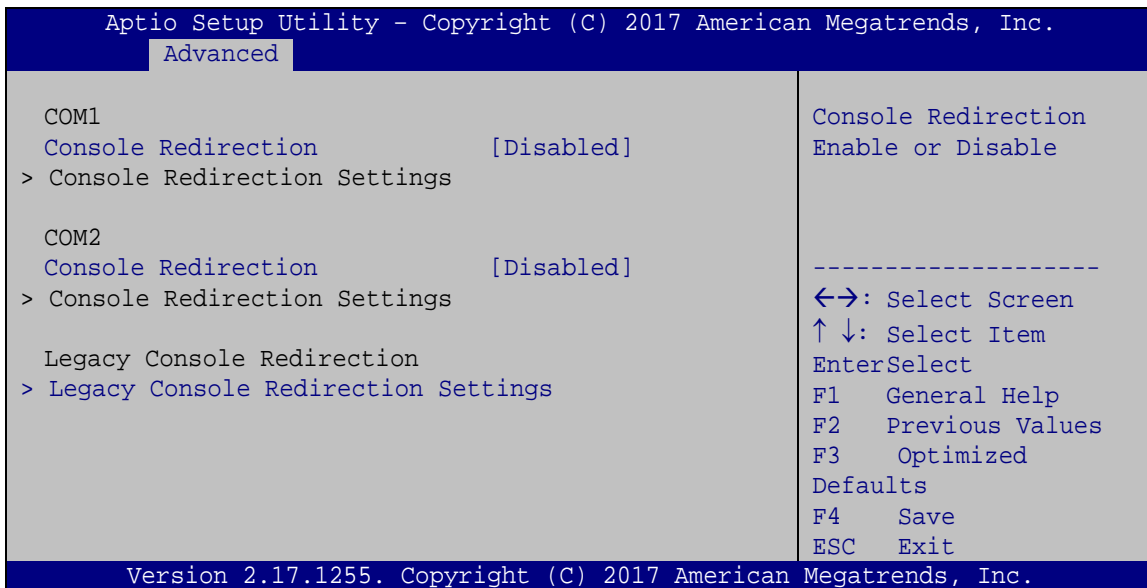 Aptio Setup Utility – Copyright (C) 2017 American Megatrends, Inc.
Advanced
COM1
Console Redirection [Disabled]
> Console Redirection Settings
COM2
Console Redirection [Disabled]
> Console Redirection Settings
Legacy Console Redirection
> Legacy Console Redirection Settings
Console Redirection
Enable or Disable
--------------------
←→: Select Screen
↑ ↓: Select Item
EnterSelect
F1 General Help
F2 Previous Values
F3 Optimized
Defaults
F4 Save
ESC Exit
Version 2.17.1255. Copyright (C) 2017 American Megatrends, Inc.